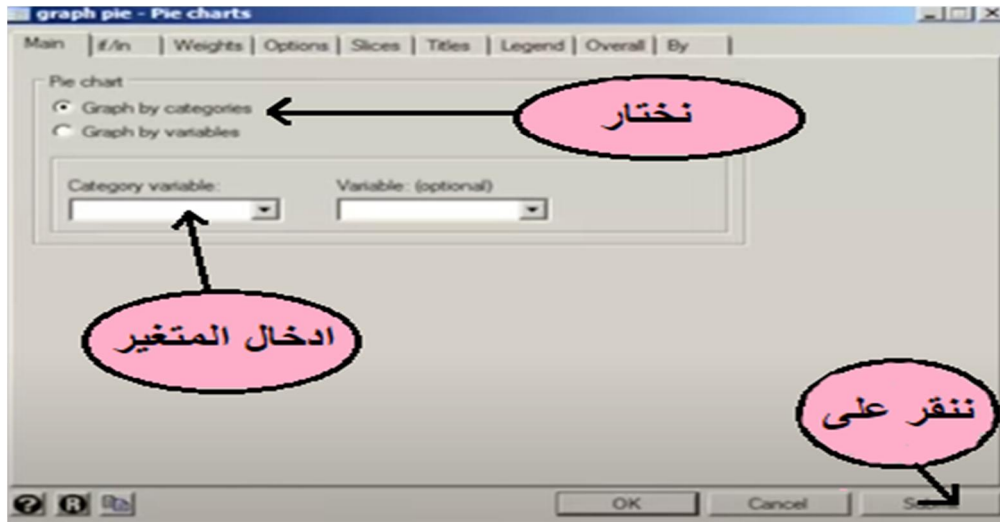 graph pie - Pie charts
Main if/in Weights Options Slices Titles Legend Overall By
Pie chart
Graph by categories
نختار
Graph by variables
Category variable: Variable: (optional)
ادخال المتغير
ننقر على
OK Cancel